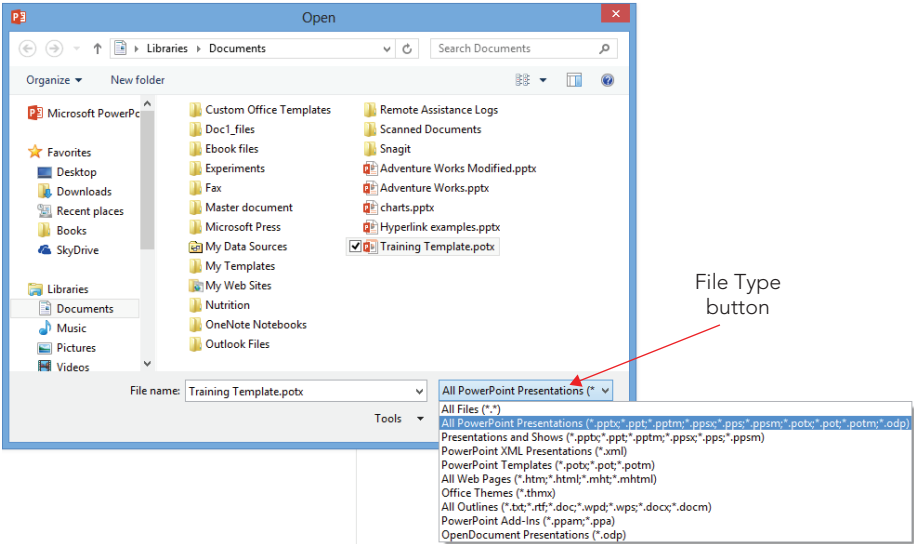 Open
Libraries Documents
Search Documents
Organize
New folder
Microsoft PowerPc
Favorites
Desktop
Downloads
Recent places
Books
SkyDrive
Libraries
Documents
Music
Pictures
Videos
Custom Office Templates
Doc1_files
Ebook files
Experiments
Fax
Master document
Microsoft Press
My Data Sources
My Templates
My Web Sites
Nutrition
OneNote Notebooks
Outlook Files
Remote Assistance Logs
Scanned Documents
Snagit
Adventure Works Modified.pptx
Adventure Works.pptx
charts.pptx
Hyperlink examples.pptx
Training Template.potx
File Type
button
File name: Training Template.potx
All PowerPoint Presentations (*
Tools
All Files (*.*)
All PowerPoint Presentations (*.pptx;*.ppt;*.pptm;*.ppsx;*.pps;*.ppsm;*.potx;*.pot;*.potm;*.odp)
Presentations and Shows (*.pptx;*.ppt;*.pptm;*.ppsx;*.pps;*.ppsm)
PowerPoint XML Presentations (*.xml)
PowerPoint Templates (*.potx;*.pot;*.potm)
All Web Pages (*.htm;*.html;*.mht;*.mhtml)
Office Themes (*.thmx)
All Outlines (*.txt;*.rtf;*.doc;*.wpd;*.wps;*.docx;*.docm)
PowerPoint Add-Ins (*.ppam;*.ppa)
OpenDocument Presentations (*.odp)